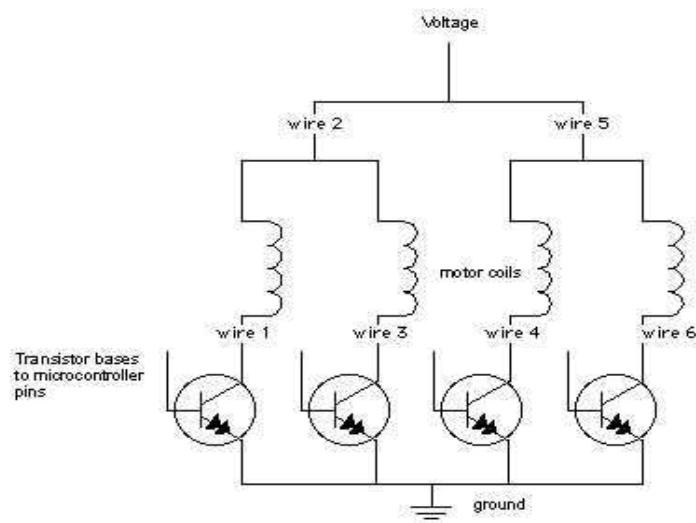 Voltage
wire 2
wire 5
motor coils
wire 1
wire 3
wire 4
wire 6
Transistor bases
to microcontroller
pins
ground